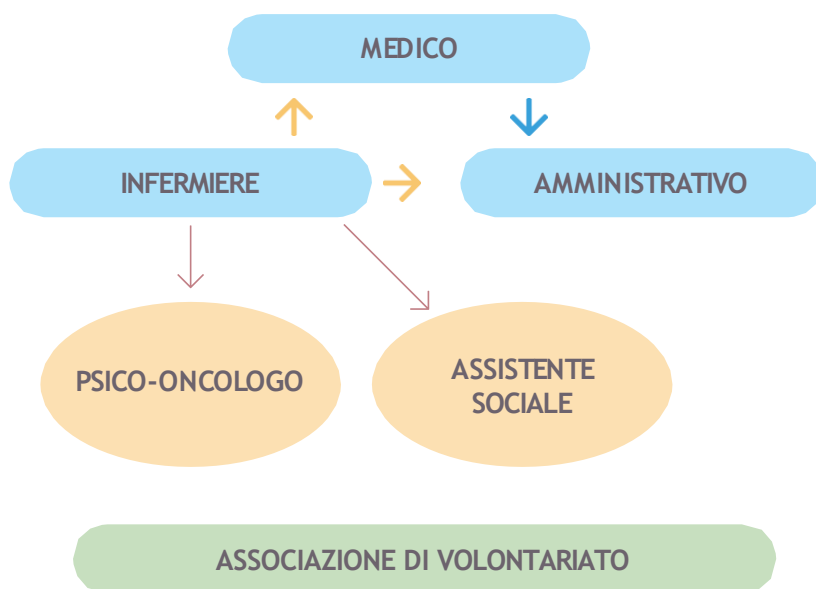 MEDICO
INFERMIERE
AMMINISTRATIVO
PSICO-ONCOLOGO
ASSISTENTE
SOCIALE
ASSOCIAZIONE DI VOLONTARIATO